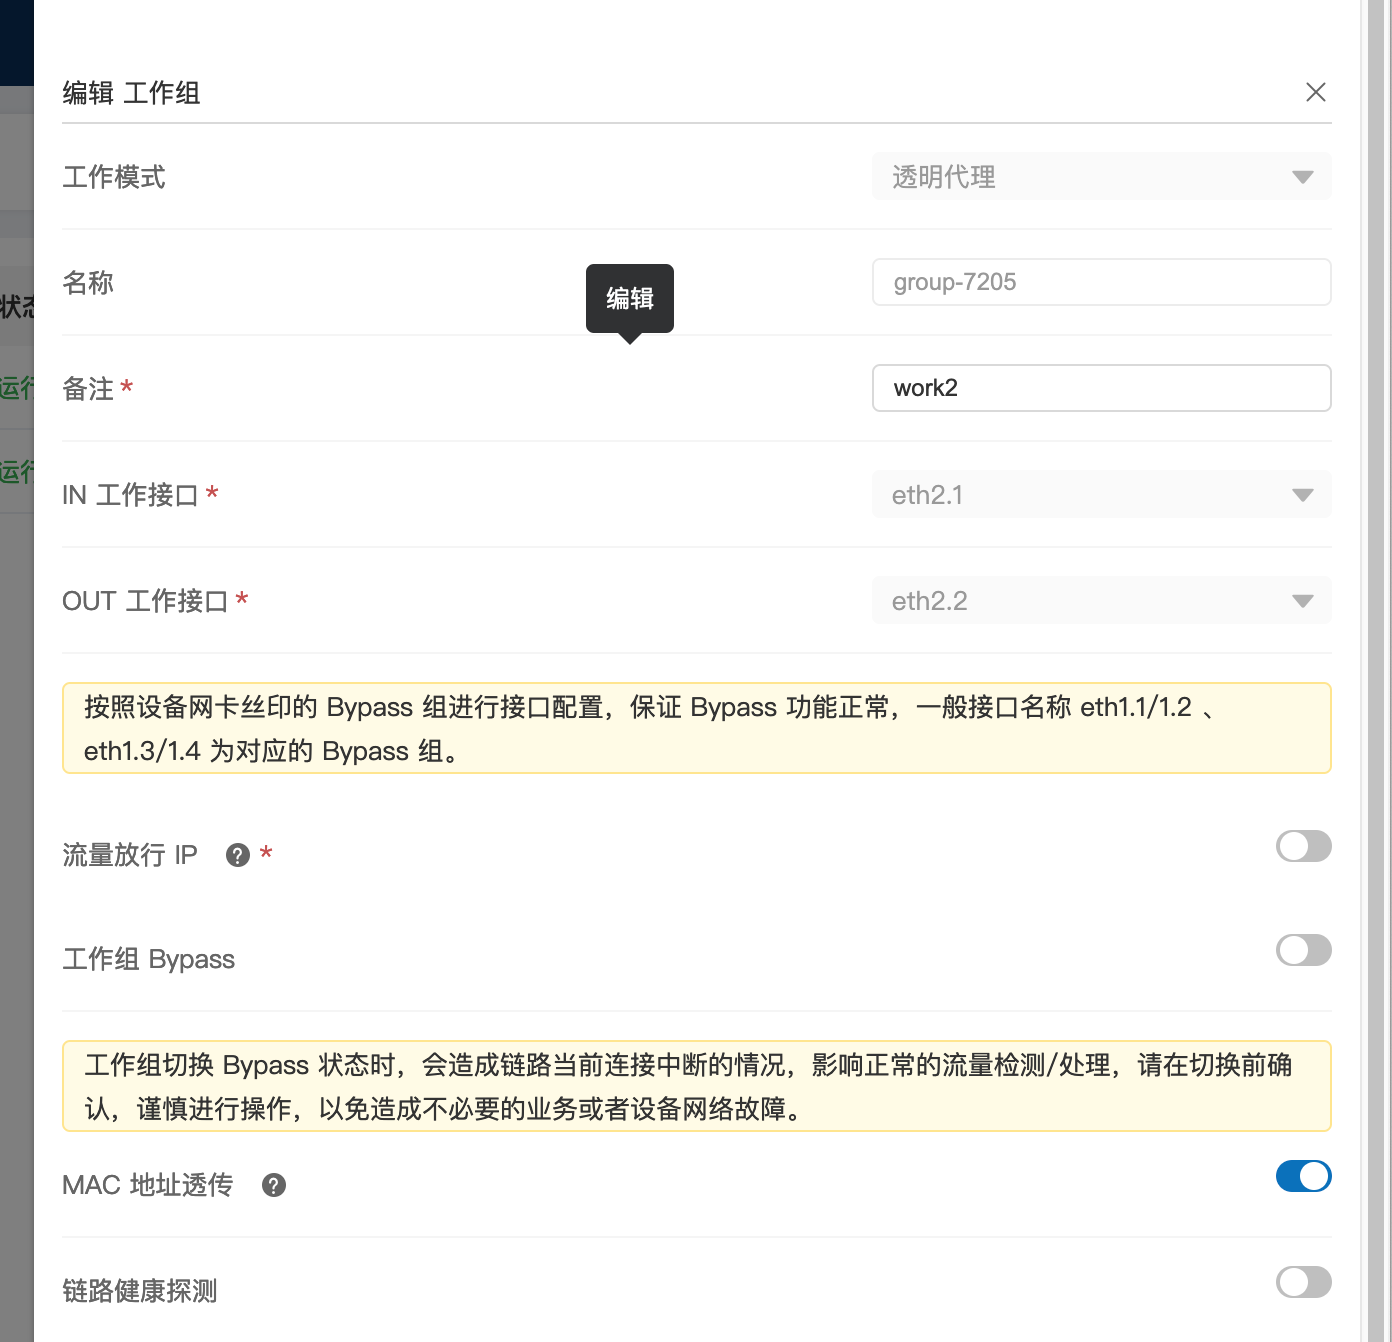 编辑 工作组
工作模式
透明代理
名称
编辑
group-7205
状态
运行
备注 *
work2
运行
IN 工作接口 *
eth2.1
OUT 工作接口 *
eth2.2
按照设备网卡丝印的 Bypass 组进行接口配置，保证 Bypass 功能正常，一般接口名称 eth1.1/1.2 、
eth1.3/1.4 为对应的 Bypass 组。
流量放行 IP ? *
工作组 Bypass
工作组切换 Bypass 状态时，会造成链路当前连接中断的情况，影响正常的流量检测/处理，请在切换前确
认，谨慎进行操作，以免造成不必要的业务或者设备网络故障。
MAC 地址透传 ?
链路健康探测